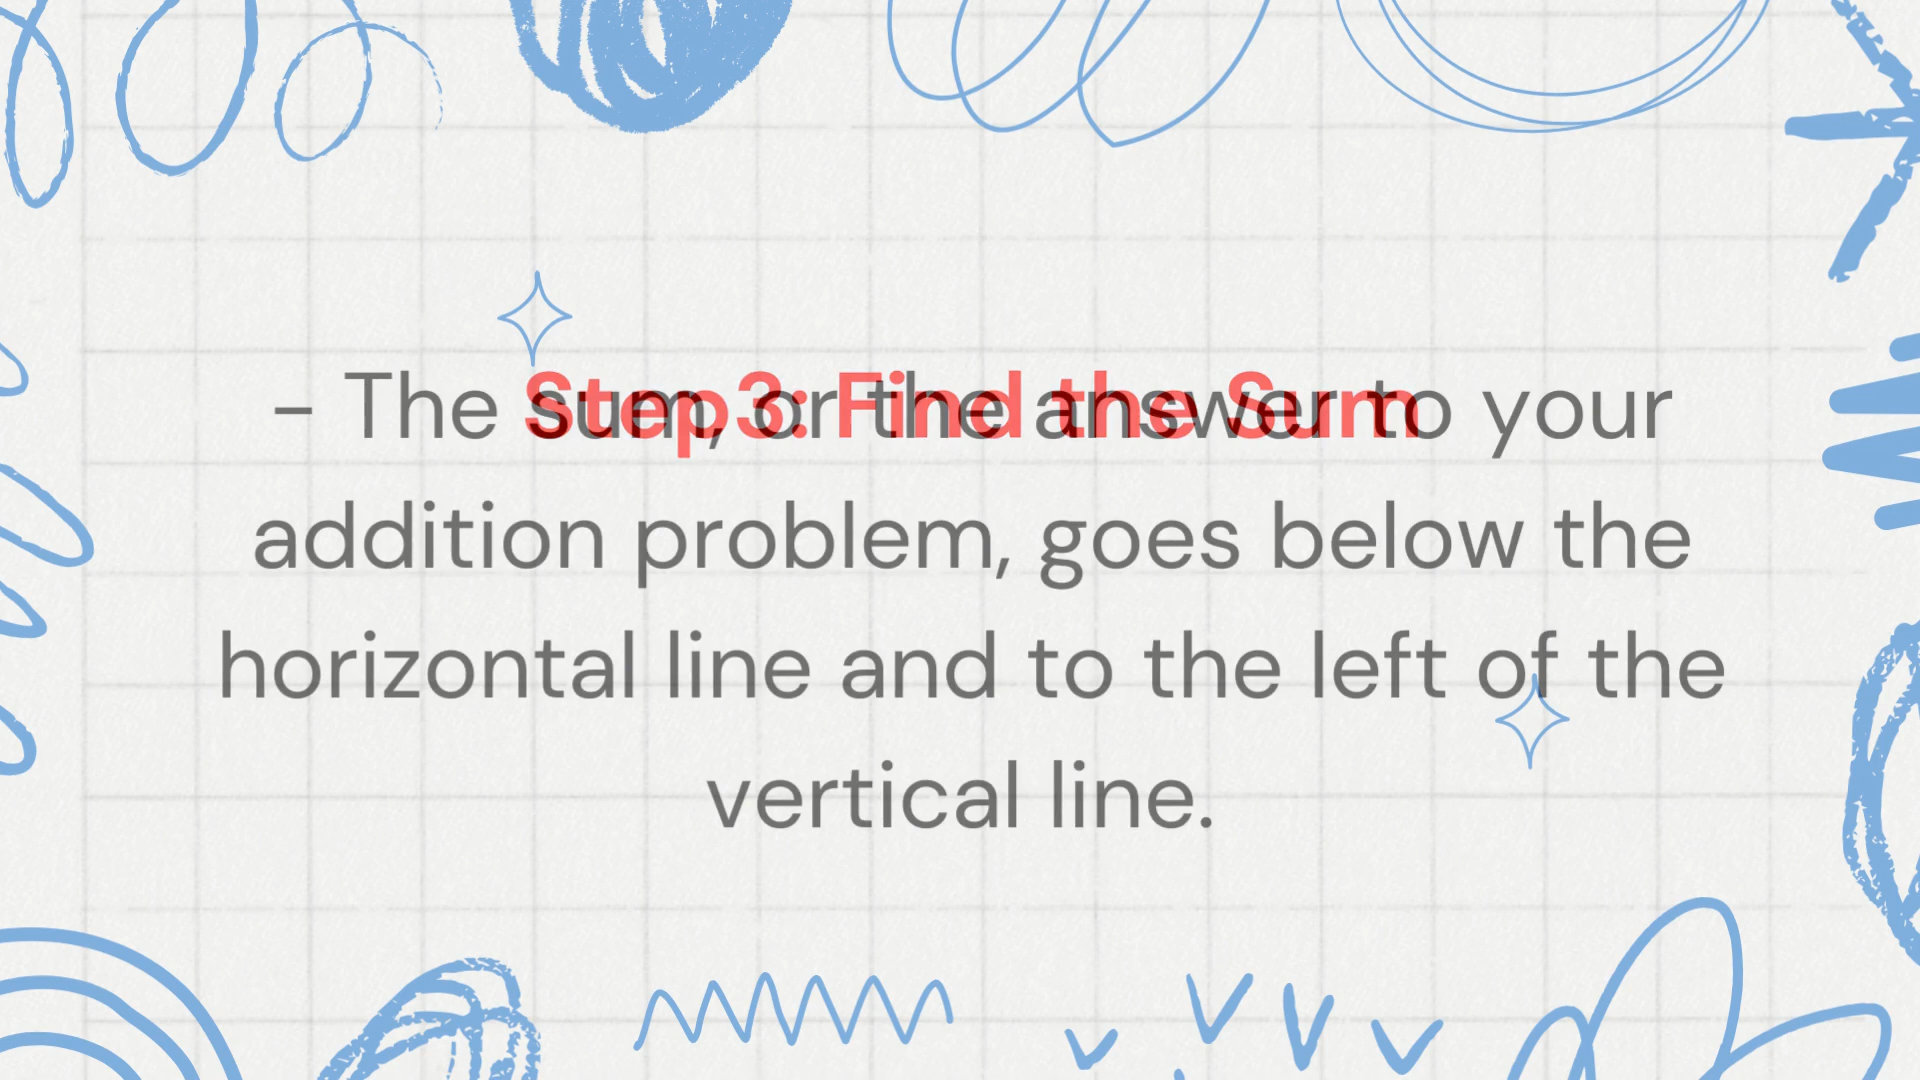 Step 3: Find the Sum
- The sum, or the answer to your
addition problem, goes below the
horizontal line and to the left of the
vertical line.